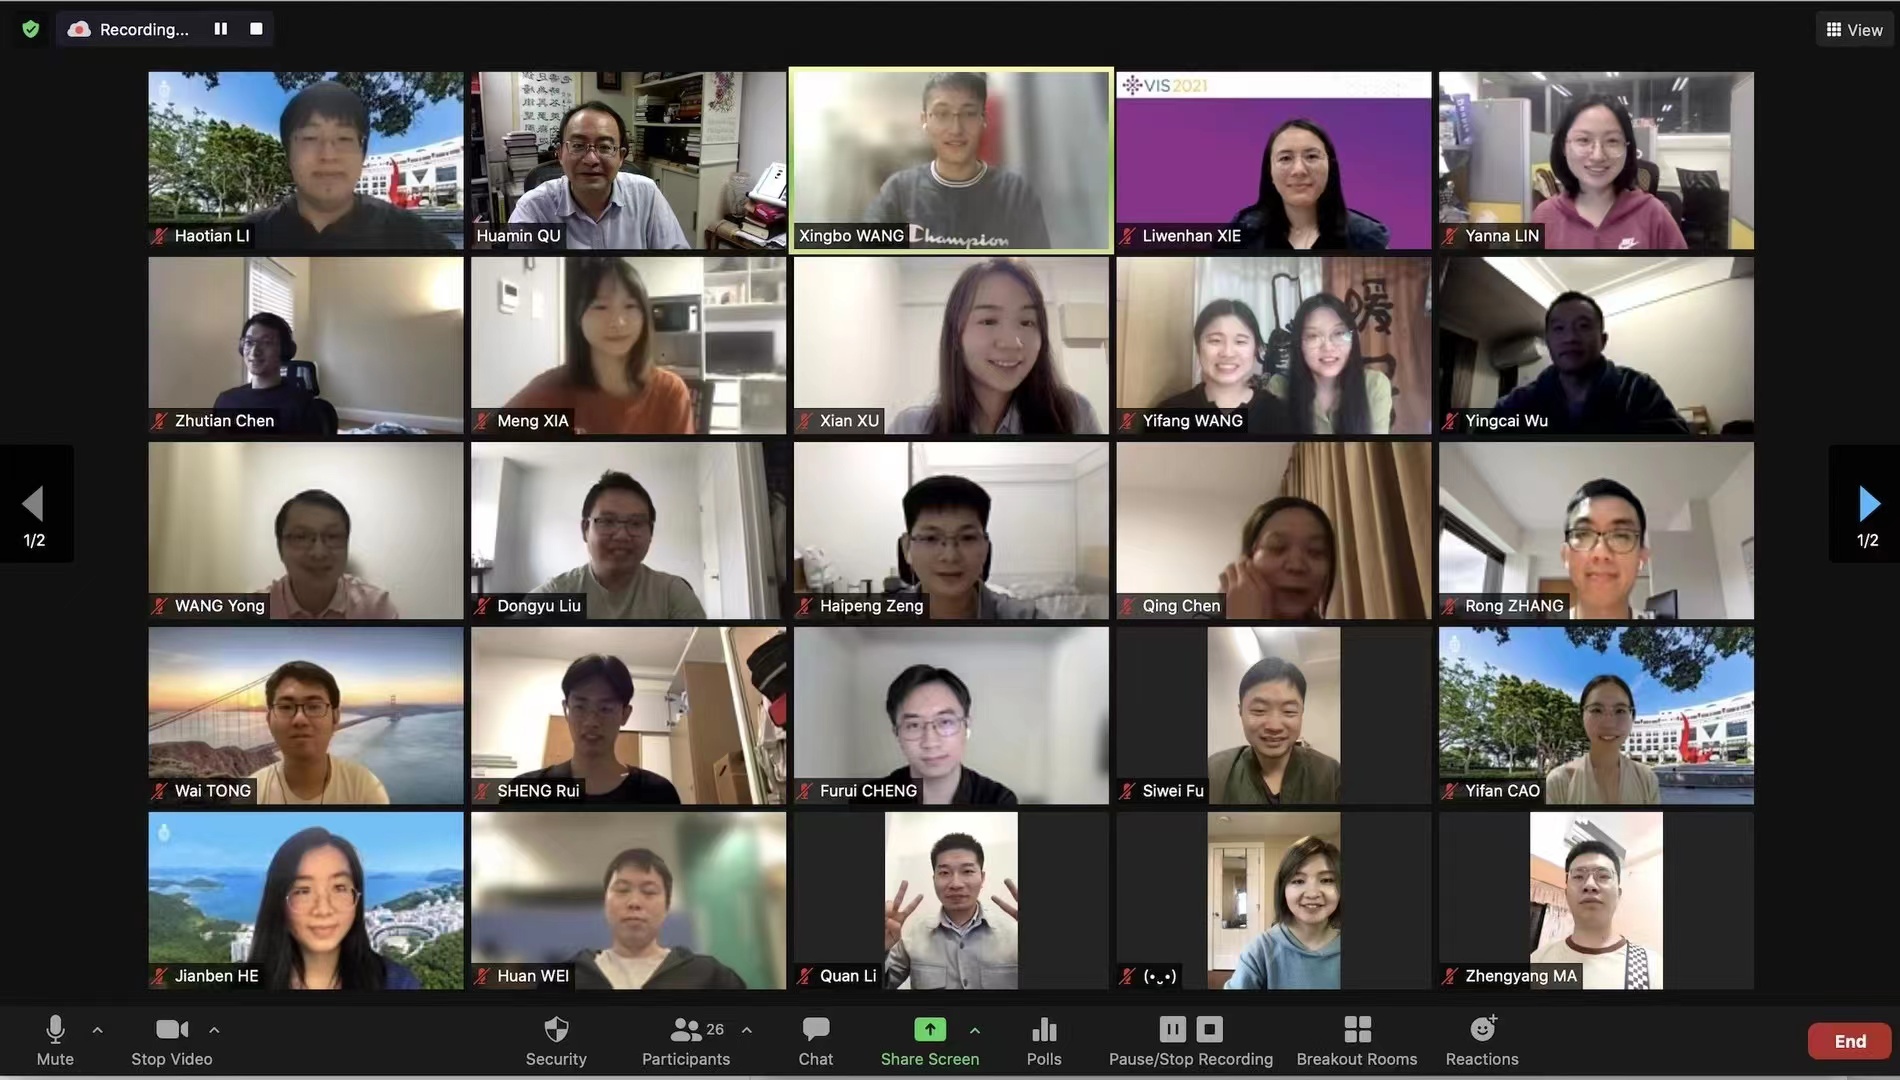 Recording...
View
VIS2021
Haotian LI
Huamin QU
Xingbo WANG
Champion
Liwenhan XIE
Yanna LIN
暖
Zhutian Chen
Meng XIA
Xian XU
Yifang WANG
Yingcai Wu
1/2
1/2
WANG Yong
Dongyu Liu
Haipeng Zeng
Qing Chen
Rong ZHANG
Wai TONG
SHENG Rui
Furui CHENG
Siwei Fu
Yifan CAO
Jianben HE
Huan WEI
Quan Li
(•ᴗ•)
Zhengyang MA
Mute
Stop Video
Security
26
Participants
Chat
Share Screen
Polls
Pause/Stop Recording
Breakout Rooms
Reactions
End